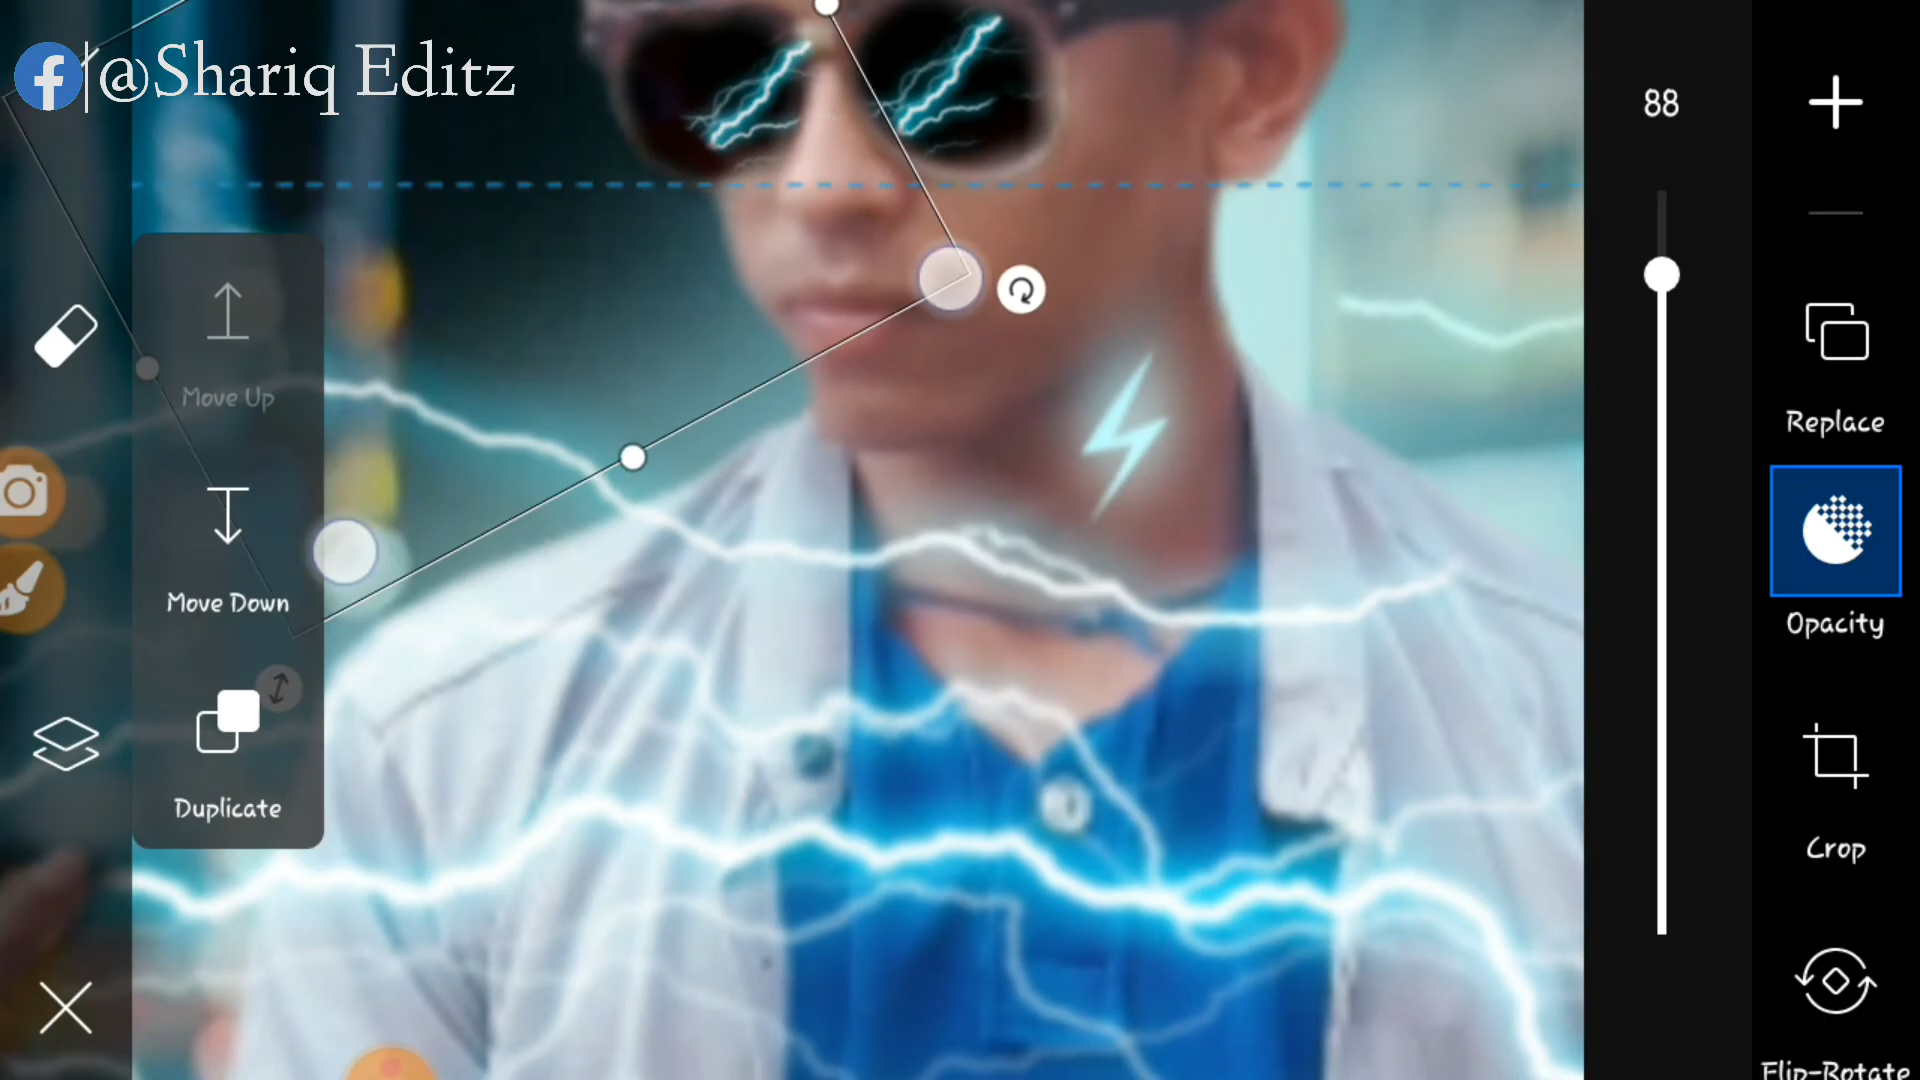 @Shariq Editz
88
Move Up
Replace
Move Down
Opacity
Duplicate
Crop
Flip-Rotate